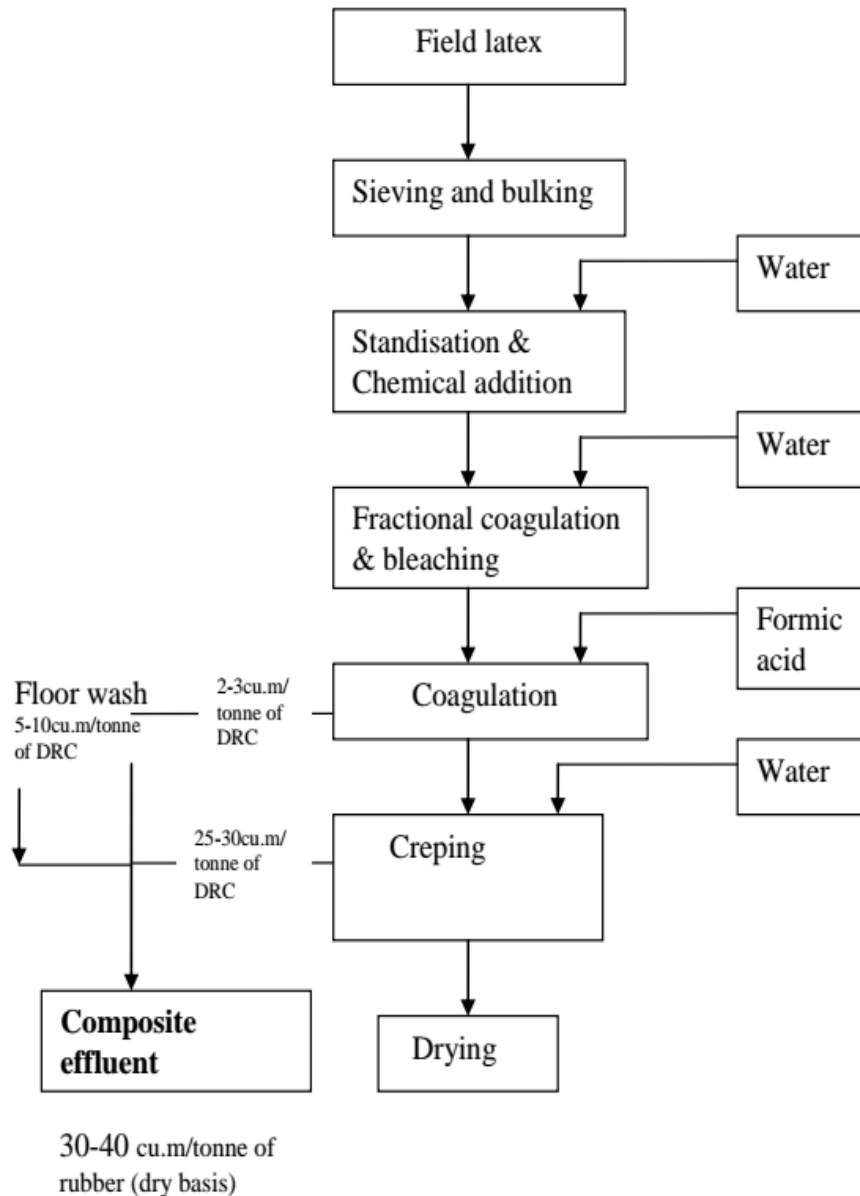 Field latex
Sieving and bulking
Water
Standisation &
Chemical addition
Water
Fractional coagulation
& bleaching
Formic
acid
Coagulation
Floor wash
5-10cu.m/tonne
of DRC
2-3cu.m/
tonne of
DRC
Water
Creping
25-30cu.m/
tonne of
DRC
Composite
effluent
Drying
30-40 cu.m/tonne of
rubber (dry basis)